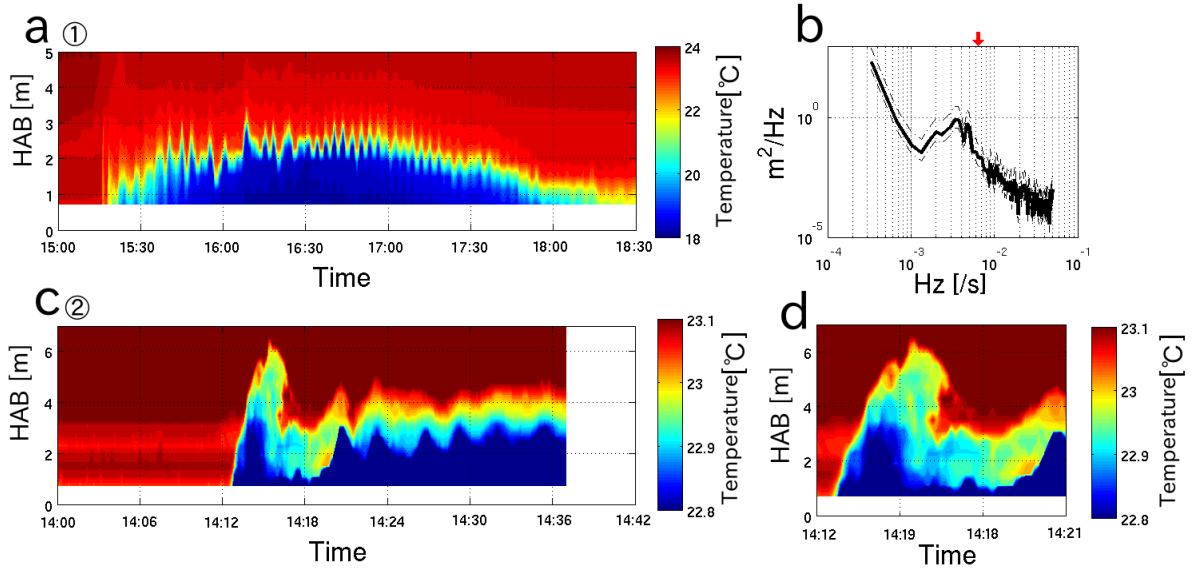 a ①
HAB [m]
5
4
3
2
1
0
15:00 15:30 16:00 16:30 17:00 17:30 18:00 18:30
Time
24
22
20
18
Temperature[℃]
b
m²/Hz
10⁰
10⁻⁵
10⁻⁴ 10⁻³ 10⁻² 10⁻¹
Hz [/s]
c ②
HAB [m]
6
4
2
0
14:00 14:06 14:12 14:18 14:24 14:30 14:36 14:42
Time
23.1
23
22.9
22.8
Temperature[℃]
d
HAB [m]
6
4
2
0
14:12 14:19 14:18 14:21
Time
23.1
23
22.9
22.8
Temperature[℃]